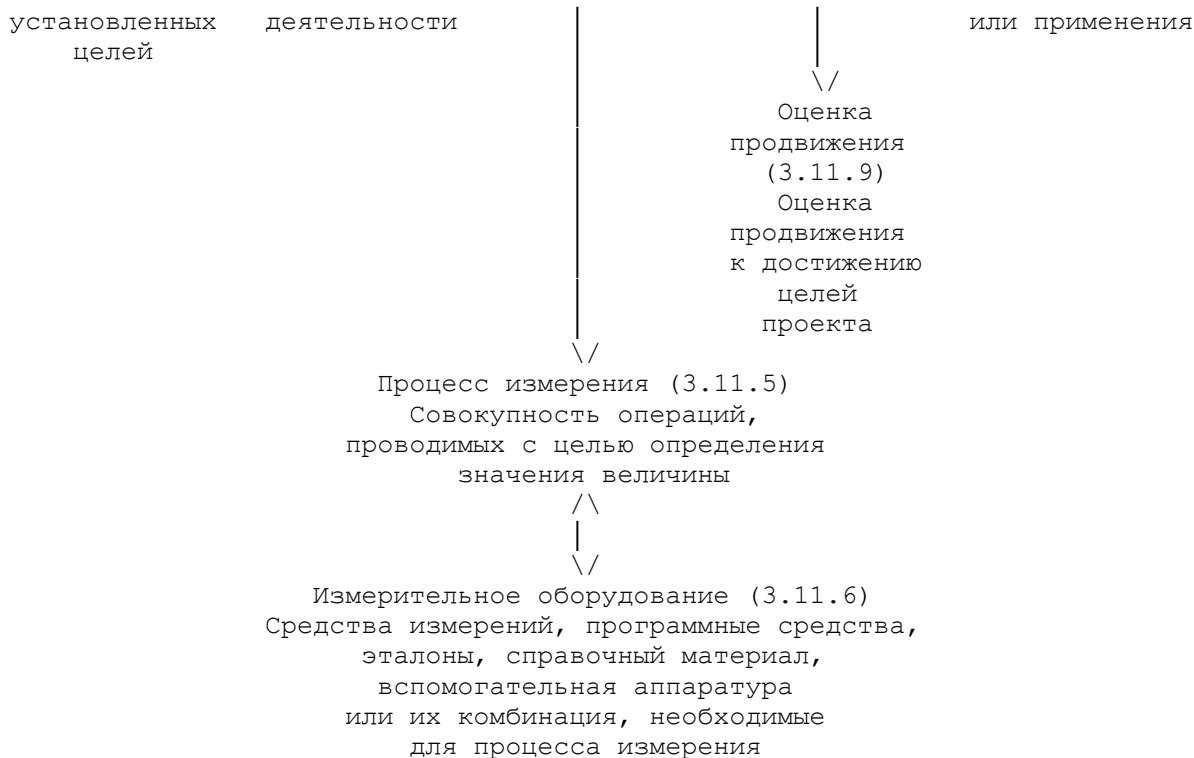 установленных деятельности или применения
целей
Оценка
продвижения
(3.11.9)
Оценка
продвижения
к достижению
целей
проекта
Процесс измерения (3.11.5)
Совокупность операций,
проводимых с целью определения
значения величины
Измерительное оборудование (3.11.6)
Средства измерений, программные средства,
эталоны, справочный материал,
вспомогательная аппаратура
или их комбинация, необходимые
для процесса измерения